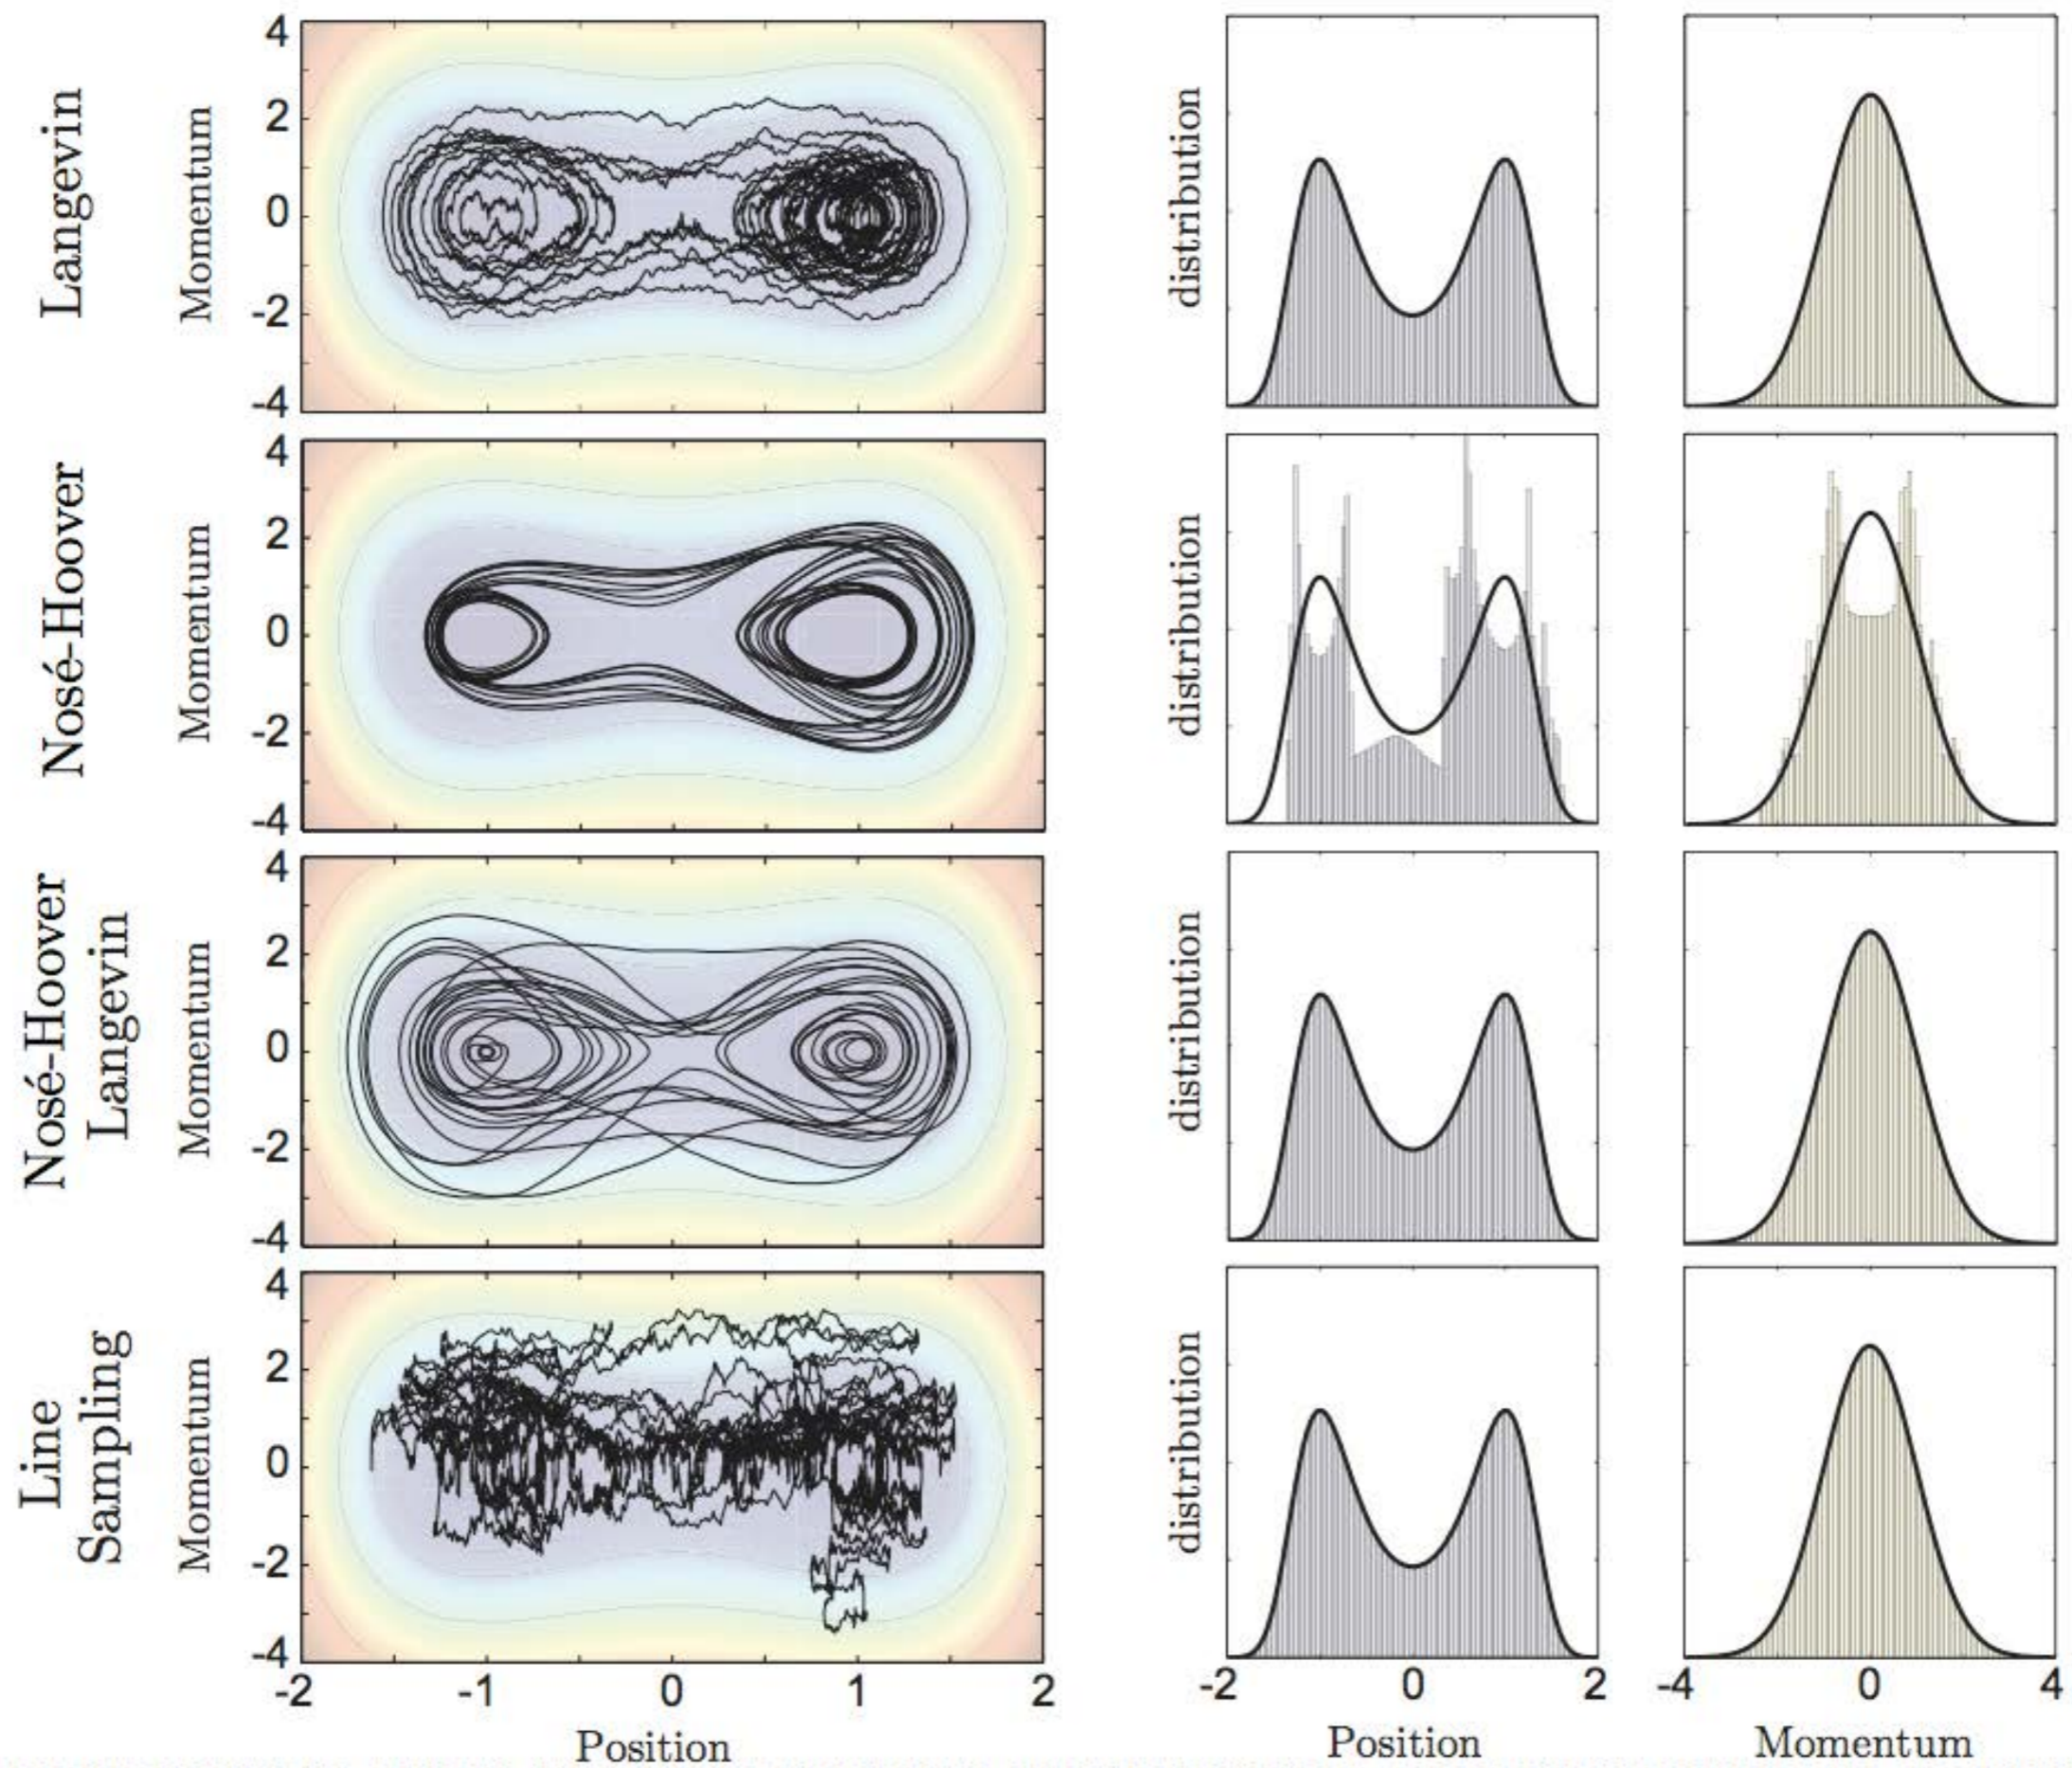 Langevin
Momentum
4
2
0
-2
-4
distribution
Nosé-Hoover
Momentum
4
2
0
-2
-4
distribution
Nosé-Hoover
Langevin
Momentum
4
2
0
-2
-4
distribution
Line
Sampling
Momentum
4
2
0
-2
-4
distribution
-2 -1 0 1 2
Position
-2 0 2
Position
-4 0 4
Momentum